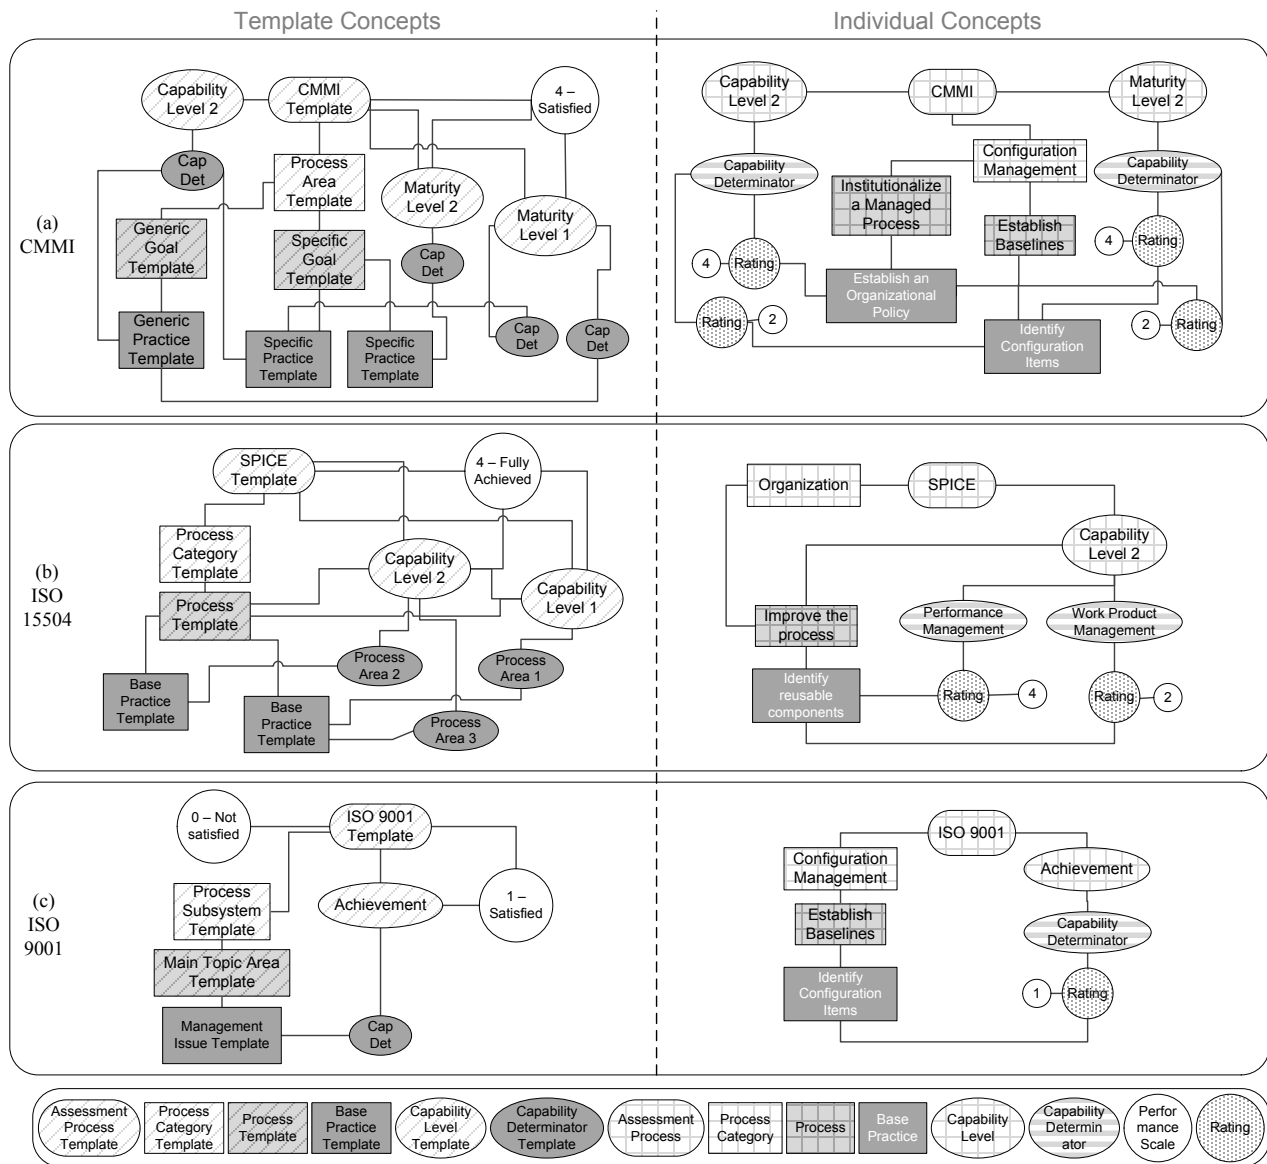 Template Concepts
Individual Concepts
(a)
CMMI
Capability
Level 2
CMMI
Template
4 –
Satisfied
Cap
Det
Process
Area
Template
Maturity
Level 2
Maturity
Level 1
Generic
Goal
Template
Specific
Goal
Template
Cap
Det
Generic
Practice
Template
Specific
Practice
Template
Specific
Practice
Template
Cap
Det
Cap
Det
Capability
Level 2
CMMI
Maturity
Level 2
Capability
Determinator
Institutionalize
a Managed
Process
Configuration
Management
Capability
Determinator
Establish
Baselines
4
Rating
4
Rating
Establish an
Organizational
Policy
Rating
2
Identify
Configuration
Items
2
Rating
(b)
ISO
15504
SPICE
Template
4 – Fully
Achieved
Process
Category
Template
Capability
Level 2
Capability
Level 1
Process
Template
Process
Area 2
Process
Area 1
Base
Practice
Template
Base
Practice
Template
Process
Area 3
Organization
SPICE
Capability
Level 2
Improve the
process
Performance
Management
Work Product
Management
Identify
reusable
components
Rating
4
Rating
2
(c)
ISO
9001
0 – Not
satisfied
ISO 9001
Template
Process
Subsystem
Template
Achievement
1 –
Satisfied
Main Topic Area
Template
Management
Issue Template
Cap
Det
ISO 9001
Configuration
Management
Achievement
Establish
Baselines
Capability
Determinator
Identify
Configuration
Items
1
Rating
Assessment
Process
Template
Process
Category
Template
Process
Template
Base
Practice
Template
Capability
Level
Template
Capability
Determinator
Template
Assessment
Process
Process
Category
Process
Base
Practice
Capability
Level
Capability
Determin
ator
Perfor
mance
Scale
Rating